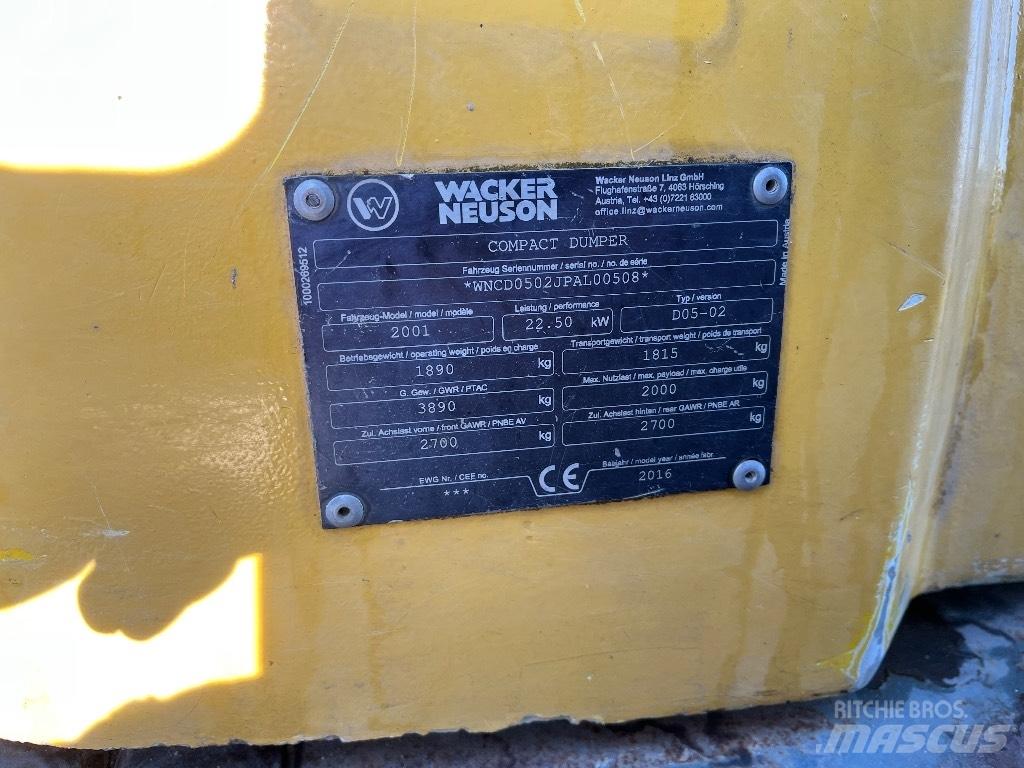 W
WACKER
NEUSON
Wacker Neuson Linz GmbH
Flughafenstraße 7, 4063 Hörsching
Austria, Tel. +43 (0)7221 63000
office.linz@wackerneuson.com
COMPACT DUMPER
Fahrzeug Seriennummer / serial no. / no. de série
*WNCD0502JPAL00508*
Fahrzeug-Model / model / modèle
2001
Leistung / performance
22.50 kW
Typ / version
D05-02
Betriebsgewicht / operating weight / poids en charge
1890 kg
Transportgewicht / transport weight / poids de transport
1815 kg
G. Gew. / GWR / PTAC
3890 kg
Max. Nutzlast / max. payload / max. charge utile
2000 kg
Zul. Achslast vorne / front GAWR / PNBE AV
2700 kg
Zul. Achslast hinten / rear GAWR / PNBE AR
2700 kg
EWG Nr. / CEE no.
***
CE
Baujahr / model year / année fabr.
2016
1000269512
Made in Austria
RITCHIE BROS.
MASCUS